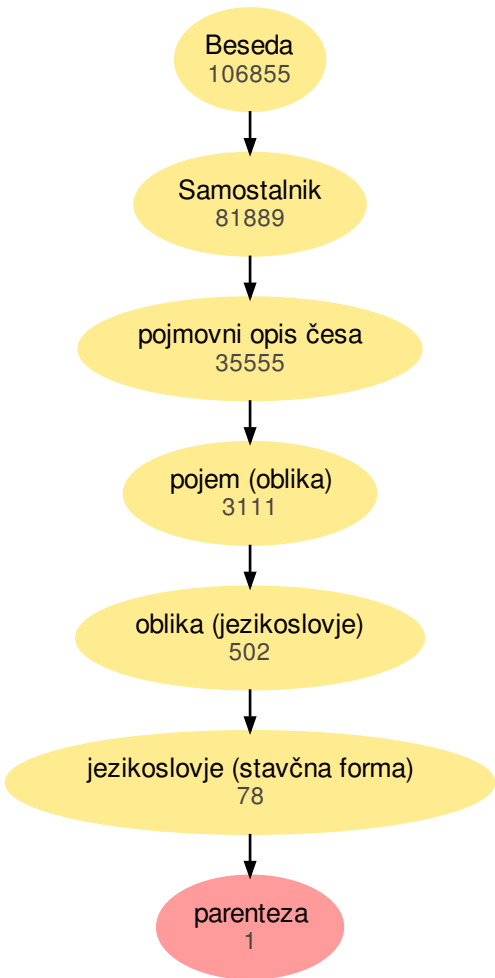 Beseda
106855
Samostalnik
81889
pojmovni opis česa
35555
pojem (oblika)
3111
oblika (jezikoslovje)
502
jezikoslovje (stavčna forma)
78
parenteza
1